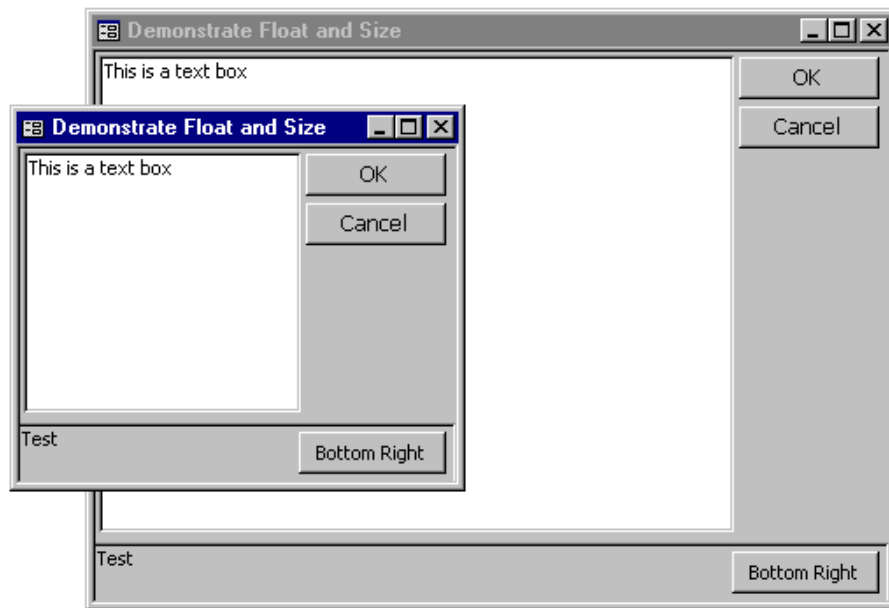 Demonstrate Float and Size
This is a text box
OK
Cancel
Demonstrate Float and Size
This is a text box
OK
Cancel
Test
Bottom Right
Test
Bottom Right